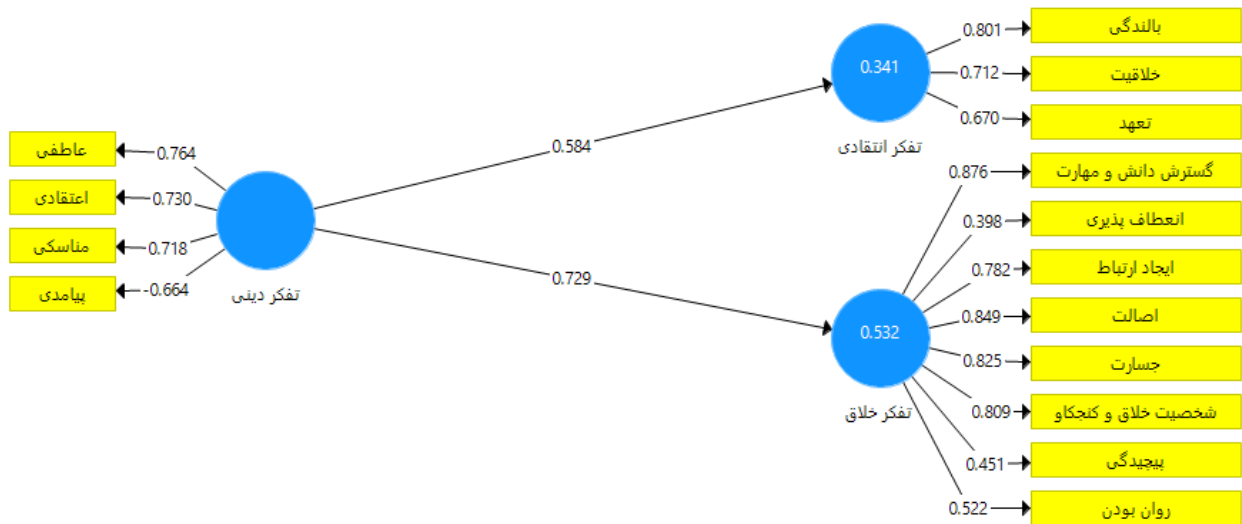 عاطفی
اعتقادی
مناسکی
پیامدی
0.764
0.730
0.718
-0.664
تفکر دینی
0.584
0.729
0.341
تفکر انتقادی
0.532
تفکر خلاق
0.801
0.712
0.670
0.876
0.398
0.782
0.849
0.825
0.809
0.451
0.522
بالندگی
خلاقیت
تعهد
گسترش دانش و مهارت
انعطاف پذیری
ایجاد ارتباط
اصالت
جسارت
شخصیت خلاق و کنجکاو
پیچیدگی
روان بودن